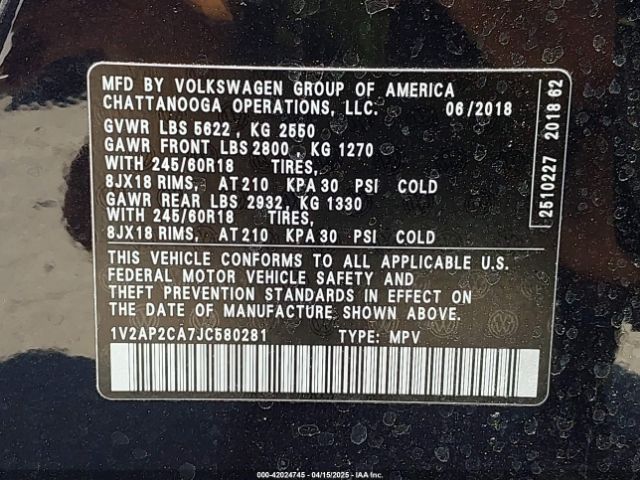 MFD BY VOLKSWAGEN GROUP OF AMERICA
CHATTANOOGA OPERATIONS, LLC. 06/2018
GVWR LBS 5622 , KG 2550
GAWR FRONT LBS 2800 , KG 1270
WITH 245/60R18 TIRES,
8JX18 RIMS, AT 210 KPA 30 PSI COLD
GAWR REAR LBS 2932, KG 1330
WITH 245/60R18 TIRES,
8JX18 RIMS, AT 210 KPA 30 PSI COLD
2510227 2018 62
THIS VEHICLE CONFORMS TO ALL APPLICABLE U.S.
FEDERAL MOTOR VEHICLE SAFETY AND
THEFT PREVENTION STANDARDS IN EFFECT ON
THE DATE OF MANUFACTURE SHOWN ABOVE.
1V2AP2CA7JC580281 TYPE: MPV
000-42024745 - 04/15/2025 - IAA Inc.